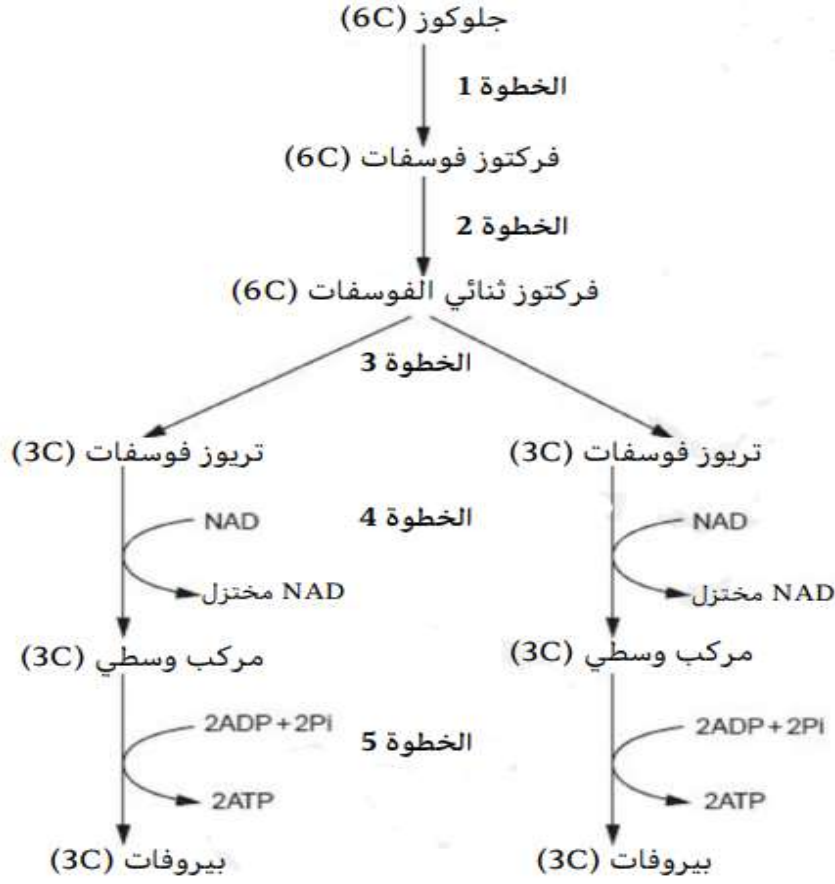 جلوكوز (6C)
الخطوة 1
فركتوز فوسفات (6C)
الخطوة 2
فركتوز ثنائي الفوسفات (6C)
الخطوة 3
تريوز فوسفات (3C)
تريوز فوسفات (3C)
NAD
الخطوة 4
NAD
NAD مختزل
NAD مختزل
مركب وسطي (3C)
مركب وسطي (3C)
2ADP+2Pi
الخطوة 5
2ADP+2Pi
2ATP
2ATP
بيروفات (3C)
بيروفات (3C)